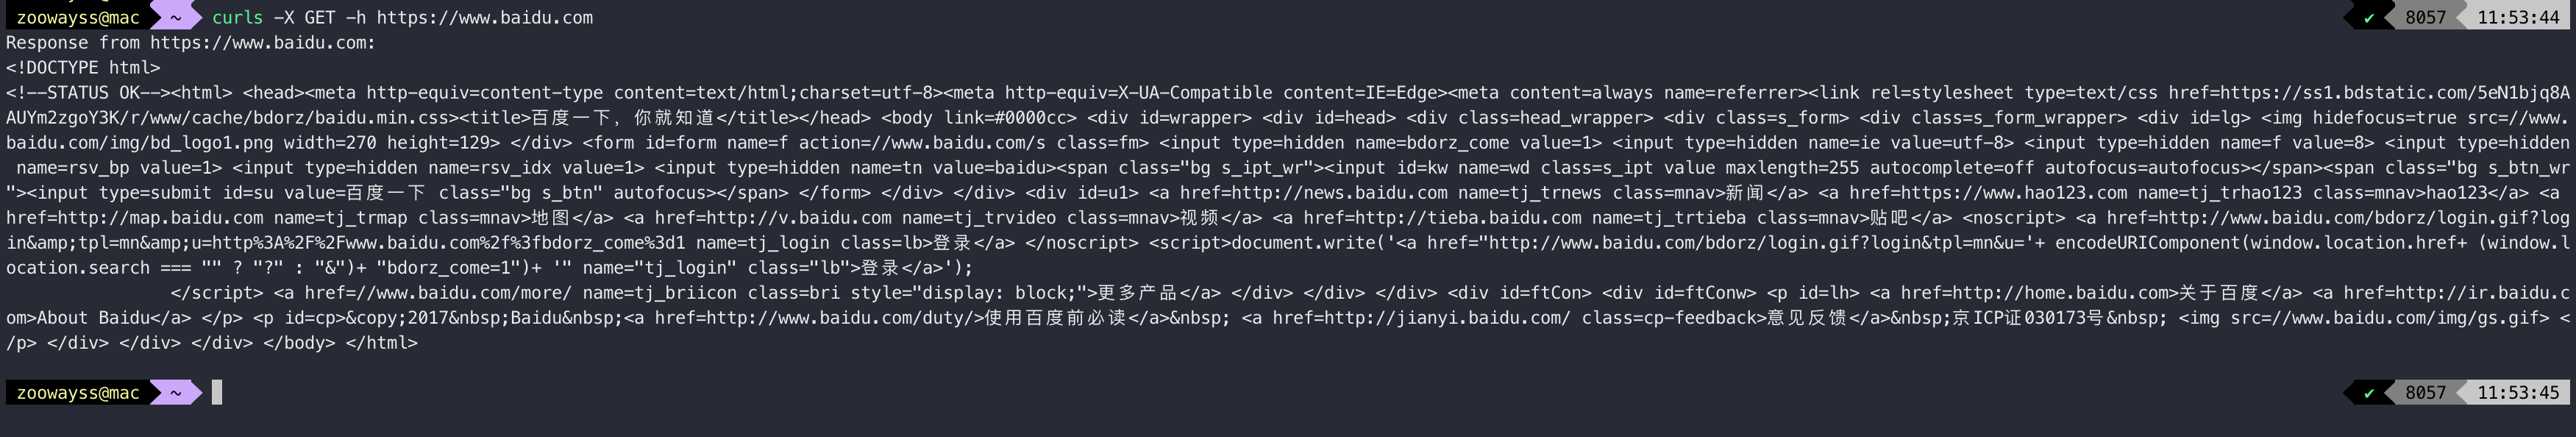 zoowayss@mac ~ curls -X GET -h https://www.baidu.com ✔ 8057 11:53:44
Response from https://www.baidu.com:
<!DOCTYPE html>
<!--STATUS OK--><html> <head><meta http-equiv=content-type content=text/html;charset=utf-8><meta http-equiv=X-UA-Compatible content=IE=Edge><meta content=always name=referrer><link rel=stylesheet type=text/css href=https://ss1.bdstatic.com/5eN1bjq8A
AUYm2zgoY3K/r/www/cache/bdorz/baidu.min.css><title>百度一下，你就知道</title></head> <body link=#0000cc> <div id=wrapper> <div id=head> <div class=head_wrapper> <div class=s_form> <div class=s_form_wrapper> <div id=lg> <img hidefocus=true src=//www.
baidu.com/img/bd_logo1.png width=270 height=129> </div> <form id=form name=f action=//www.baidu.com/s class=fm> <input type=hidden name=bdorz_come value=1> <input type=hidden name=ie value=utf-8> <input type=hidden name=f value=8> <input type=hidden
 name=rsv_bp value=1> <input type=hidden name=rsv_idx value=1> <input type=hidden name=tn value=baidu><span class="bg s_ipt_wr"><input id=kw name=wd class=s_ipt value maxlength=255 autocomplete=off autofocus=autofocus></span><span class="bg s_btn_wr
"><input type=submit id=su value=百度一下 class="bg s_btn" autofocus></span> </form> </div> </div> <div id=u1> <a href=http://news.baidu.com name=tj_trnews class=mnav>新闻</a> <a href=https://www.hao123.com name=tj_trhao123 class=mnav>hao123</a> <a
href=http://map.baidu.com name=tj_trmap class=mnav>地图</a> <a href=http://v.baidu.com name=tj_trvideo class=mnav>视频</a> <a href=http://tieba.baidu.com name=tj_trtieba class=mnav>贴吧</a> <noscript> <a href=http://www.baidu.com/bdorz/login.gif?log
in&amp;tpl=mn&amp;u=http%3A%2F%2Fwww.baidu.com%2f%3fbdorz_come%3d1 name=tj_login class=lb>登录</a> </noscript> <script>document.write('<a href="http://www.baidu.com/bdorz/login.gif?login&tpl=mn&u='+ encodeURIComponent(window.location.href+ (window.l
ocation.search === "" ? "?" : "&")+ "bdorz_come=1")+ '" name="tj_login" class="lb">登录</a>');
                </script> <a href=//www.baidu.com/more/ name=tj_briicon class=bri style="display: block;">更多产品</a> </div> </div> </div> <div id=ftCon> <div id=ftConw> <p id=lh> <a href=http://home.baidu.com>关于百度</a> <a href=http://ir.baidu.c
om>About Baidu</a> </p> <p id=cp>&copy;2017&nbsp;Baidu&nbsp;<a href=http://www.baidu.com/duty/>使用百度前必读</a>&nbsp; <a href=http://jianyi.baidu.com/ class=cp-feedback>意见反馈</a>&nbsp;京ICP证030173号&nbsp; <img src=//www.baidu.com/img/gs.gif> <
/p> </div> </div> </div> </body> </html>
zoowayss@mac ~ ✔ 8057 11:53:45